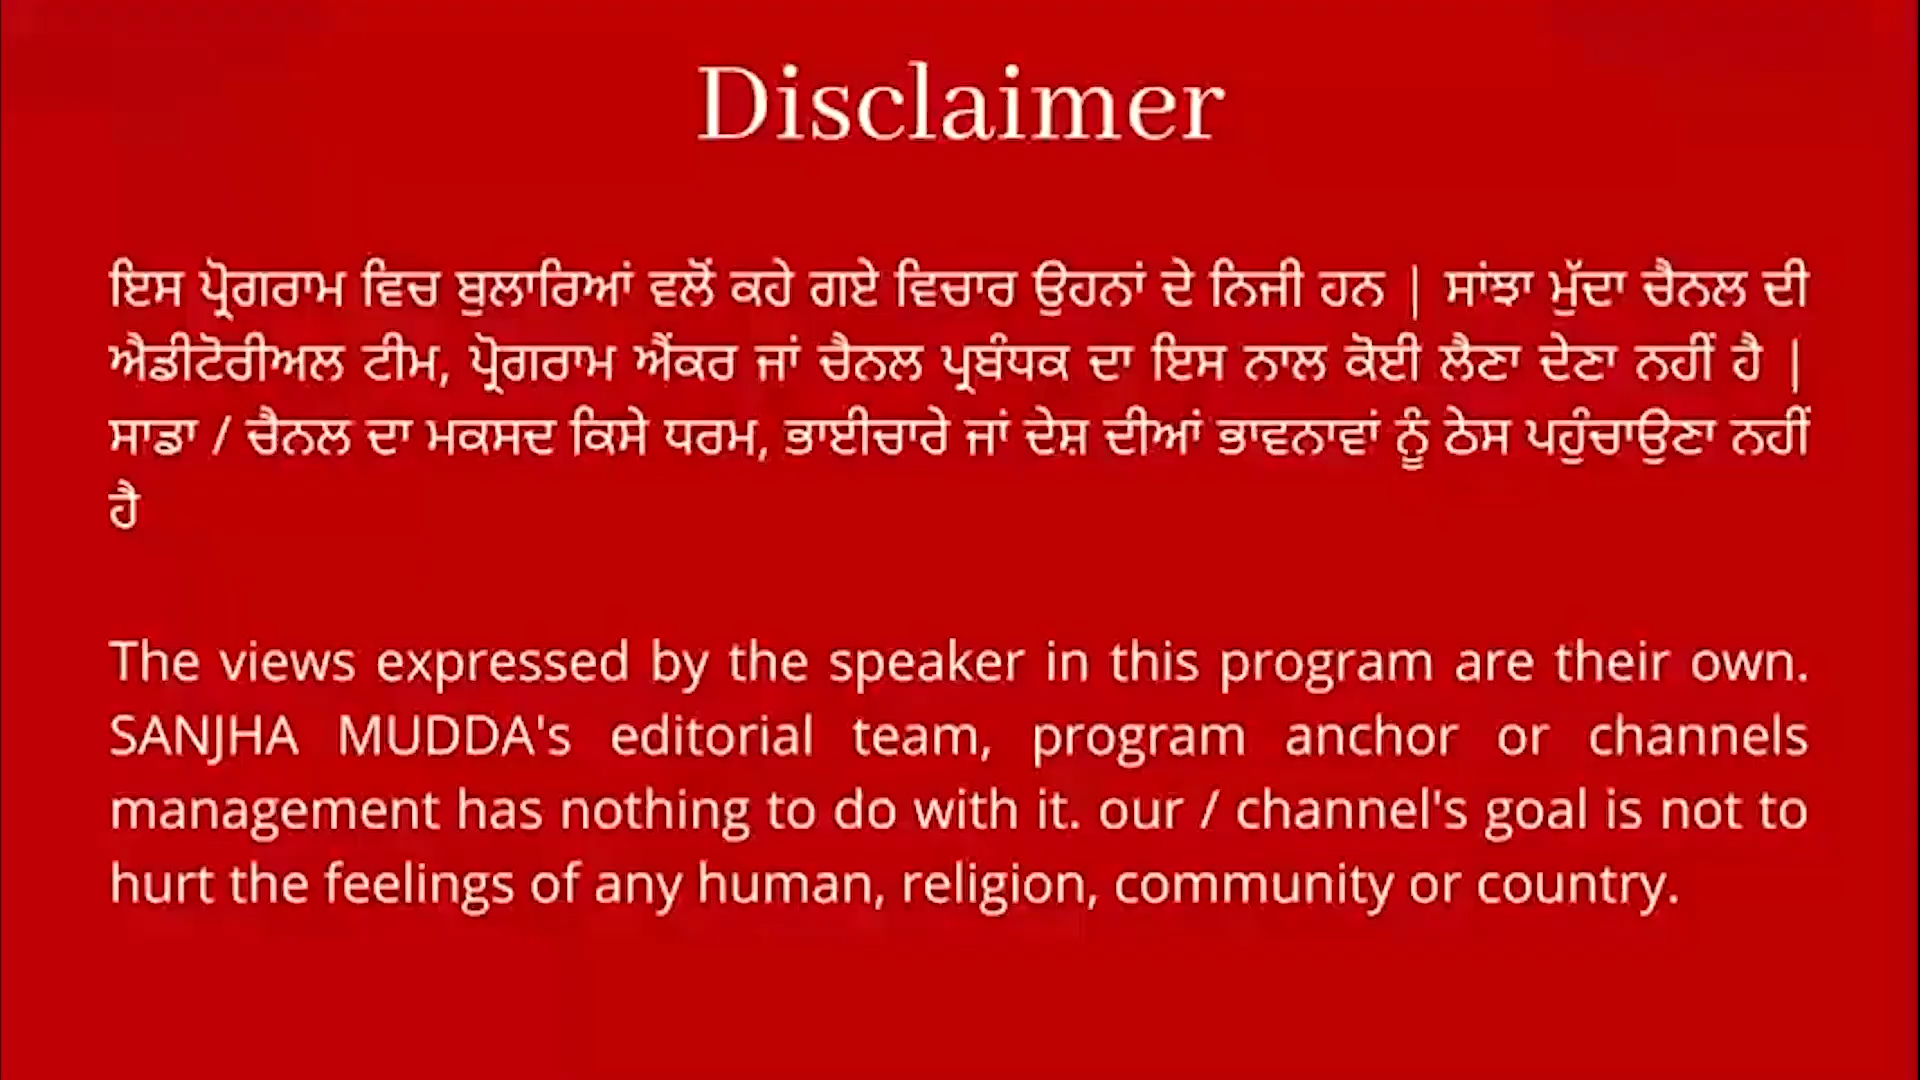 Disclaimer
ਇਸ ਪ੍ਰੋਗਰਾਮ ਵਿਚ ਬੁਲਾਰਿਆਂ ਵਲੋਂ ਕਹੇ ਗਏ ਵਿਚਾਰ ਉਹਨਾਂ ਦੇ ਨਿਜੀ ਹਨ | ਸਾਂਝਾ ਮੁੱਦਾ ਚੈਨਲ ਦੀ
ਐਡੀਟੋਰੀਅਲ ਟੀਮ, ਪ੍ਰੋਗਰਾਮ ਐਂਕਰ ਜਾਂ ਚੈਨਲ ਪ੍ਰਬੰਧਕ ਦਾ ਇਸ ਨਾਲ ਕੋਈ ਲੈਣਾ ਦੇਣਾ ਨਹੀਂ ਹੈ |
ਸਾਡਾ / ਚੈਨਲ ਦਾ ਮਕਸਦ ਕਿਸੇ ਧਰਮ, ਭਾਈਚਾਰੇ ਜਾਂ ਦੇਸ਼ ਦੀਆਂ ਭਾਵਨਾਵਾਂ ਨੂੰ ਠੇਸ ਪਹੁੰਚਾਉਣਾ ਨਹੀਂ
ਹੈ
The views expressed by the speaker in this program are their own.
SANJHA MUDDA's editorial team, program anchor or channels
management has nothing to do with it. our / channel's goal is not to
hurt the feelings of any human, religion, community or country.